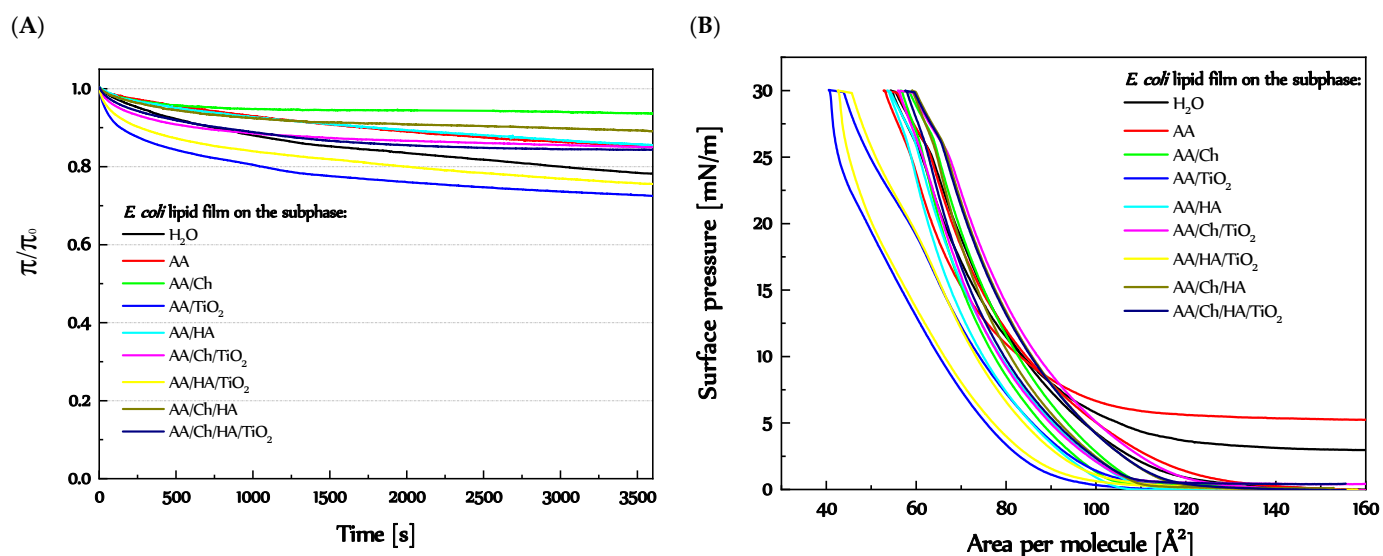 (A)
1.0
0.8
0.6
0.4
0.2
0.0
π/π₀
E. coli lipid film on the subphase:
H₂O
AA
AA/Ch
AA/TiO₂
AA/HA
AA/Ch/TiO₂
AA/HA/TiO₂
AA/Ch/HA
AA/Ch/HA/TiO₂
0 500 1000 1500 2000 2500 3000 3500
Time [s]
(B)
30
25
20
15
10
5
0
Surface pressure [mN/m]
E. coli lipid film on the subphase:
H₂O
AA
AA/Ch
AA/TiO₂
AA/HA
AA/Ch/TiO₂
AA/HA/TiO₂
AA/Ch/HA
AA/Ch/HA/TiO₂
40 60 80 100 120 140 160
Area per molecule [Å²]